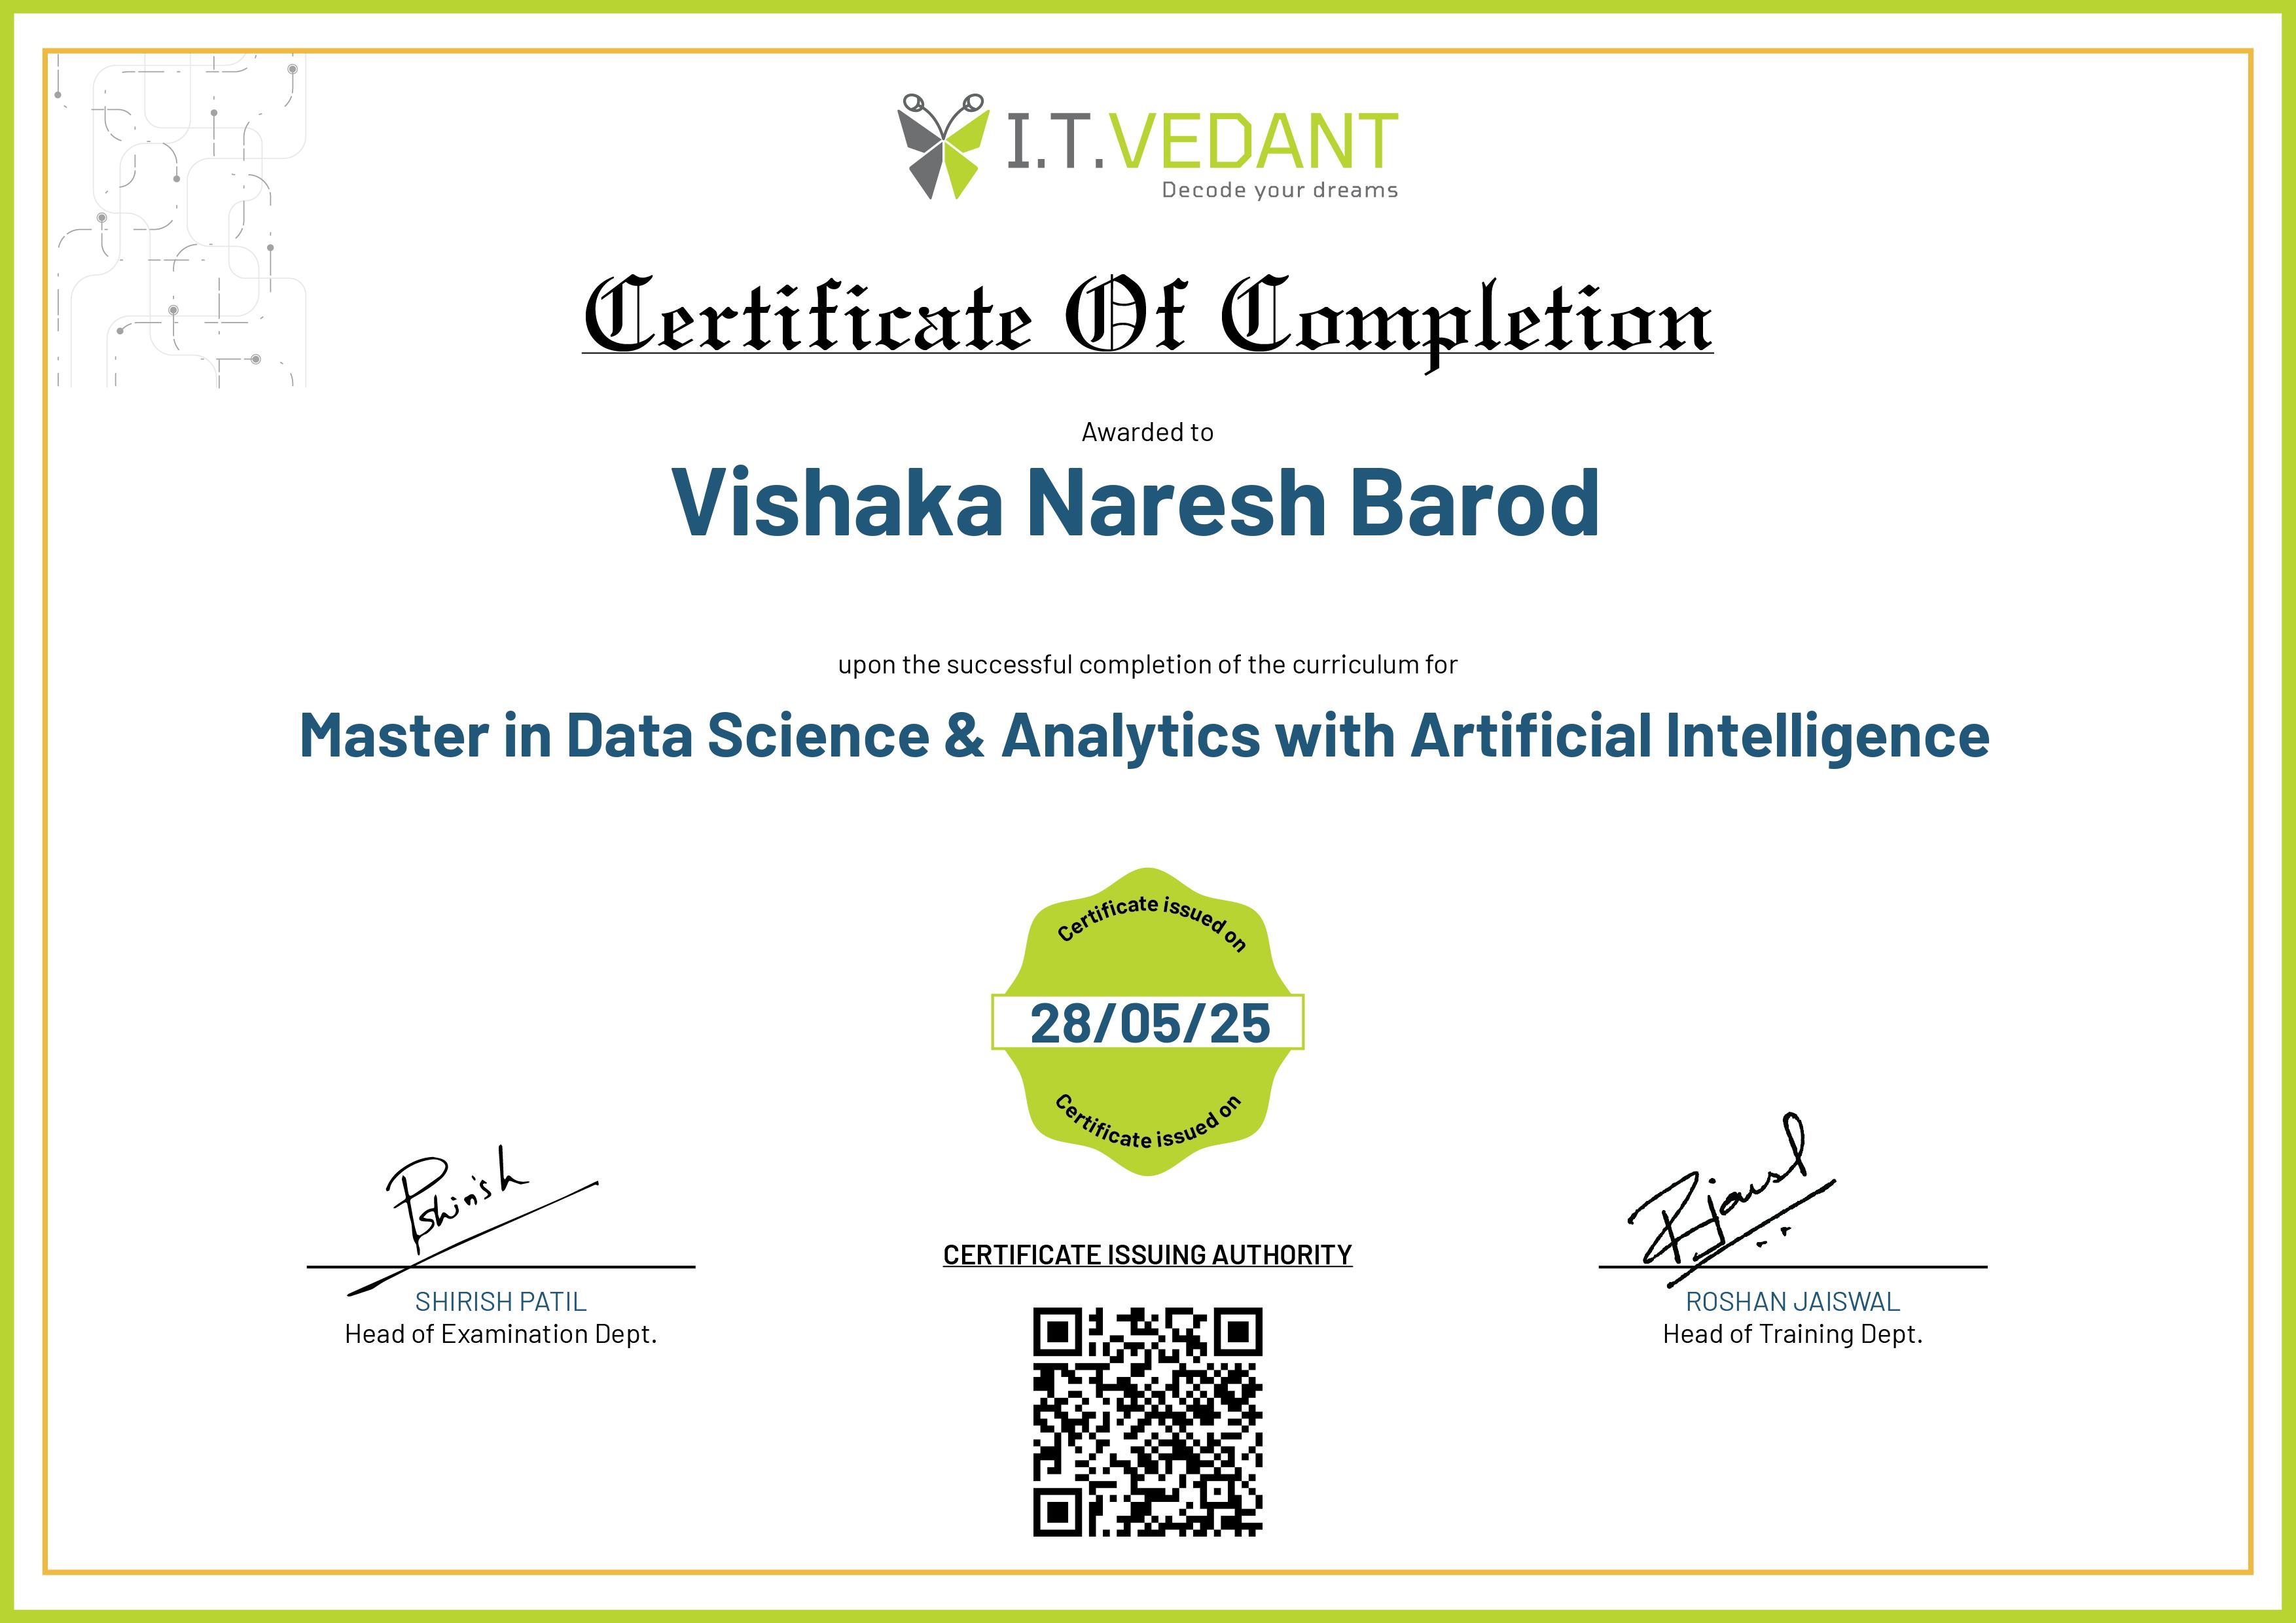 I.T.VEDANT
Decode your dreams
Certificate Of Completion
Awarded to
Vishaka Naresh Barod
upon the successful completion of the curriculum for
Master in Data Science & Analytics with Artificial Intelligence
Certificate issued on
28/05/25
Certificate issued on
Pshirish
Rjaiswal
CERTIFICATE ISSUING AUTHORITY
SHIRISH PATIL
Head of Examination Dept.
ROSHAN JAISWAL
Head of Training Dept.